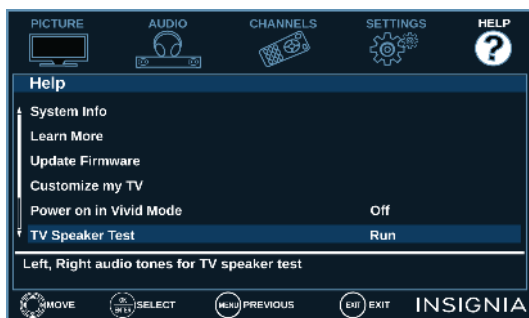 PICTURE AUDIO CHANNELS SETTINGS HELP
?
Help
System Info
Learn More
Update Firmware
Customize my TV
Power on in Vivid Mode Off
TV Speaker Test Run
Left, Right audio tones for TV speaker test
MOVE OK ENTER SELECT MENU PREVIOUS EXIT EXIT INSIGNIA